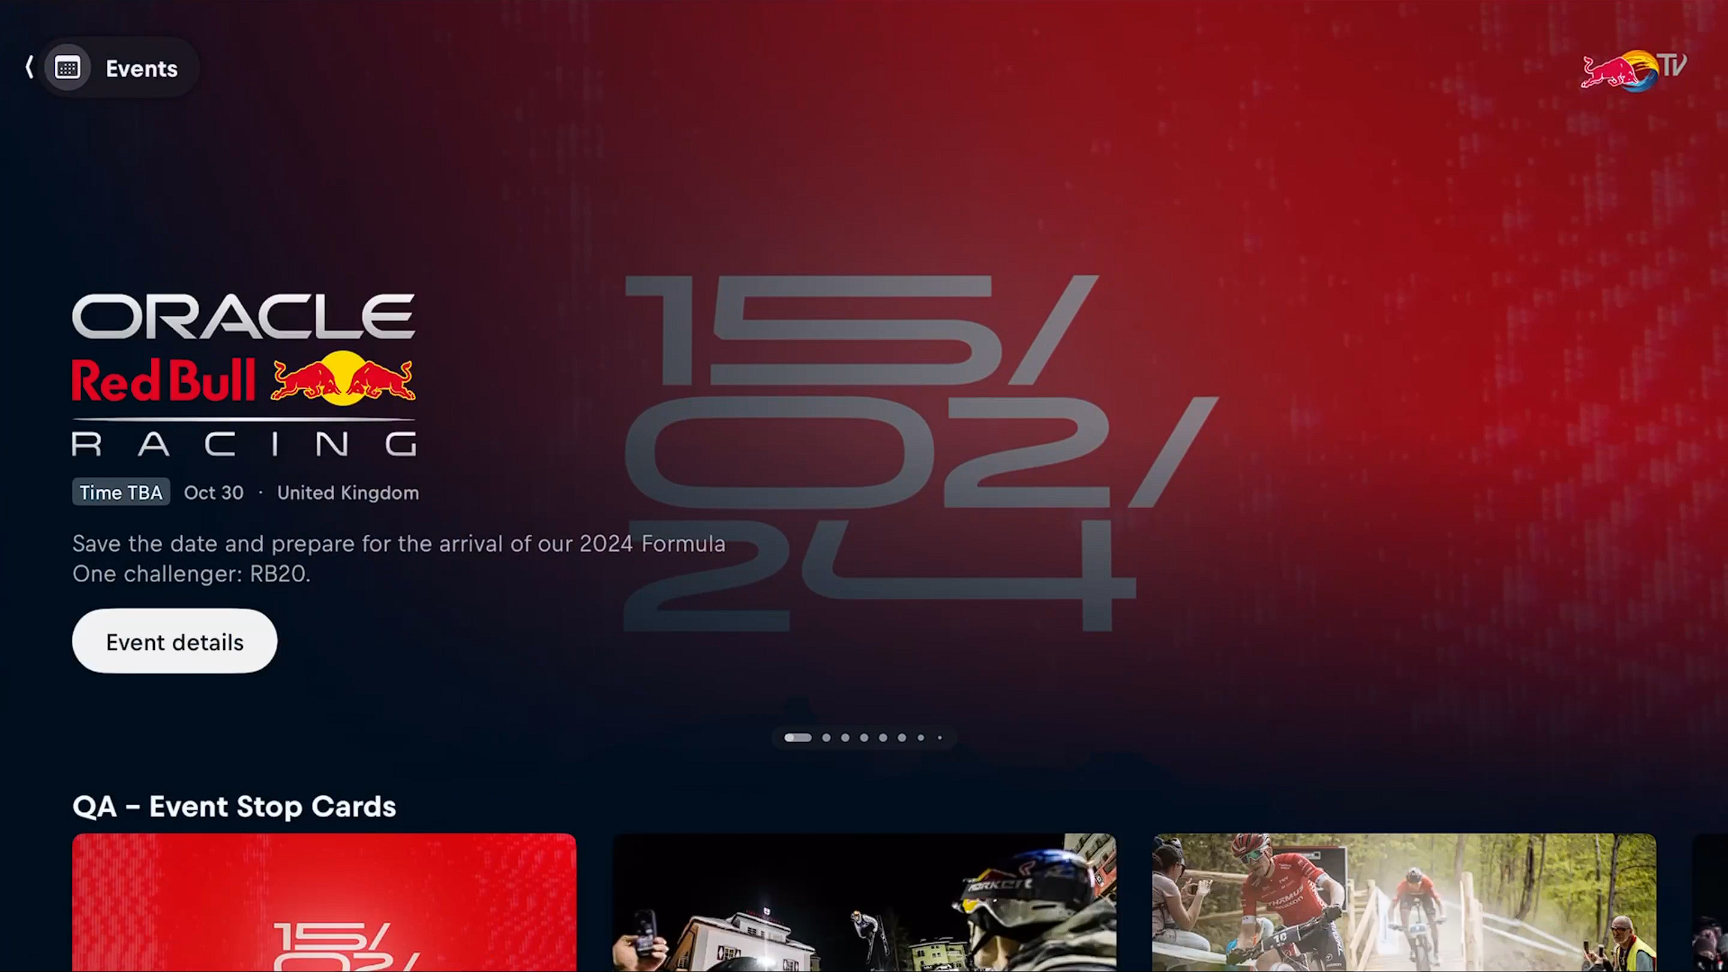 Events
TV
ORACLE
Red Bull
RACING
Time TBA Oct 30 · United Kingdom
Save the date and prepare for the arrival of our 2024 Formula
One challenger: RB20.
Event details
15/
02/
24
QA – Event Stop Cards
15/
02/